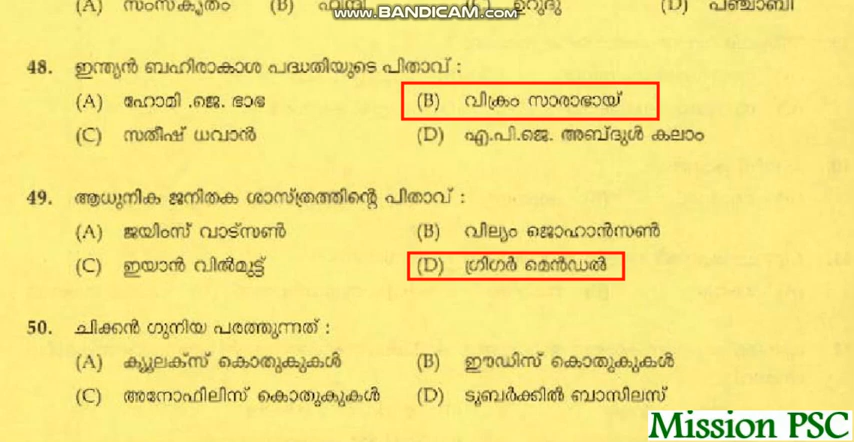 (A) സംസ്കൃതം (B) ഹിന്ദി (C) ഉറുദു (D) പഞ്ചാബി
www.BANDICAM.com
48. ഇന്ത്യൻ ബഹിരാകാശ പദ്ധതിയുടെ പിതാവ് :
(A) ഹോമി .ജെ. ഭാഭ (B) വിക്രം സാരാഭായ്
(C) സതീഷ് ധവാൻ (D) എ.പി.ജെ. അബ്ദുൾ കലാം
49. ആധുനിക ജനിതക ശാസ്ത്രത്തിന്റെ പിതാവ് :
(A) ജയിംസ് വാട്സൺ (B) വില്യം ജൊഹാൻസൺ
(C) ഇയാൻ വിൽമുട്ട് (D) ഗ്രിഗർ മെൻഡൽ
50. ചിക്കൻ ഗുനിയ പരത്തുന്നത് :
(A) ക്യൂലക്സ് കൊതുകുകൾ (B) ഈഡിസ് കൊതുകുകൾ
(C) അനോഫിലിസ് കൊതുകുകൾ (D) ടൂബർക്കിൽ ബാസിലസ്
Mission PSC